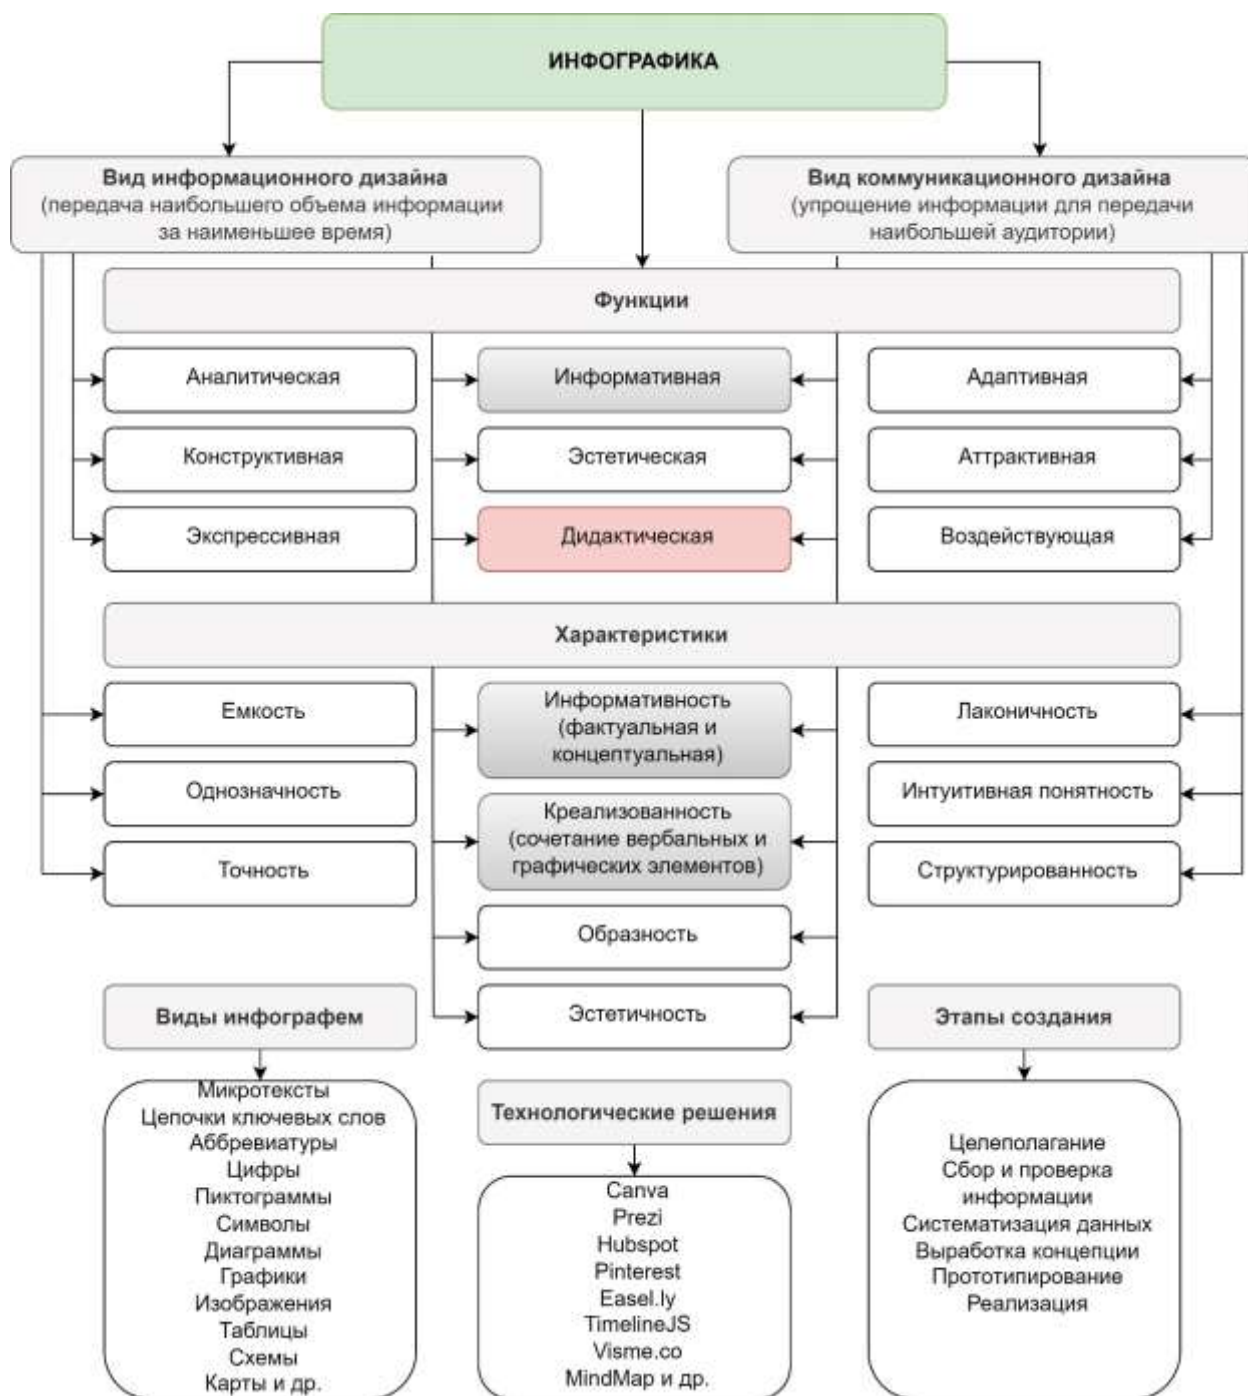 ИНФОГРАФИКА
Вид информационного дизайна
(передача наибольшего объема информации
за наименьшее время)
Вид коммуникационного дизайна
(упрощение информации для передачи
наибольшей аудитории)
Функции
Аналитическая
Информативная
Адаптивная
Конструктивная
Эстетическая
Аттрактивная
Экспрессивная
Дидактическая
Воздействующая
Характеристики
Емкость
Информативность
(фактуальная и
концептуальная)
Лаконичность
Однозначность
Креализованность
(сочетание вербальных и
графических элементов)
Интуитивная понятность
Точность
Структурированность
Образность
Эстетичность
Виды инфографем
Микротексты
Цепочки ключевых слов
Аббревиатуры
Цифры
Пиктограммы
Символы
Диаграммы
Графики
Изображения
Таблицы
Схемы
Карты и др.
Технологические решения
Canva
Prezi
Hubspot
Pinterest
Easel.ly
TimelineJS
Visme.co
MindMap и др.
Этапы создания
Целеполагание
Сбор и проверка
информации
Систематизация данных
Выработка концепции
Прототипирование
Реализация